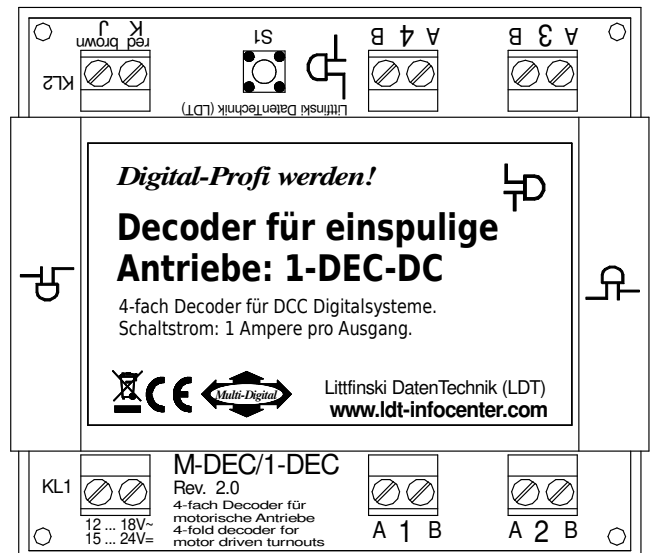 J K
brown red
KL2
S1
B 4 A
B 3 A
Littfinski DatenTechnik (LDT)
Digital-Profi werden!
Decoder für einspulige
Antriebe: 1-DEC-DC
4-fach Decoder für DCC Digitalsysteme.
Schaltstrom: 1 Ampere pro Ausgang.
CE
Multi-Digital
Littfinski DatenTechnik (LDT)
www.ldt-infocenter.com
KL1
12 ... 18V~
15 ... 24V=
M-DEC/1-DEC
Rev. 2.0
4-fach Decoder für
motorische Antriebe
4-fold decoder for
motor driven turnouts
A 1 B
A 2 B